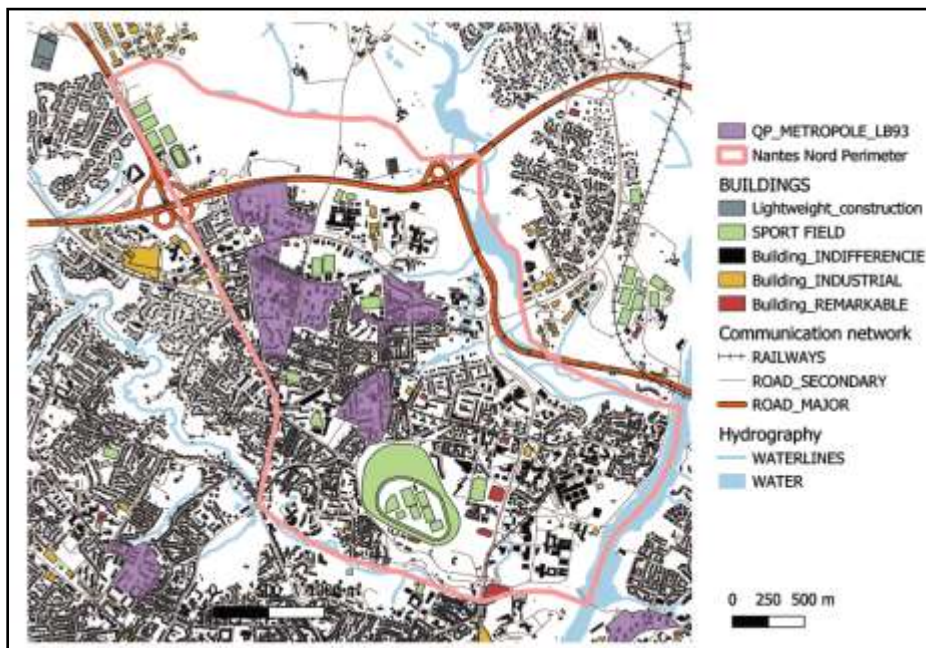 QP_METROPOLE_LB93
Nantes Nord Perimeter
BUILDINGS
Lightweight_construction
SPORT FIELD
Building_INDIFFERENCIE
Building_INDUSTRIAL
Building_REMARKABLE
Communication network
RAILWAYS
ROAD_SECONDARY
ROAD_MAJOR
Hydrography
WATERLINES
WATER
0 250 500 m